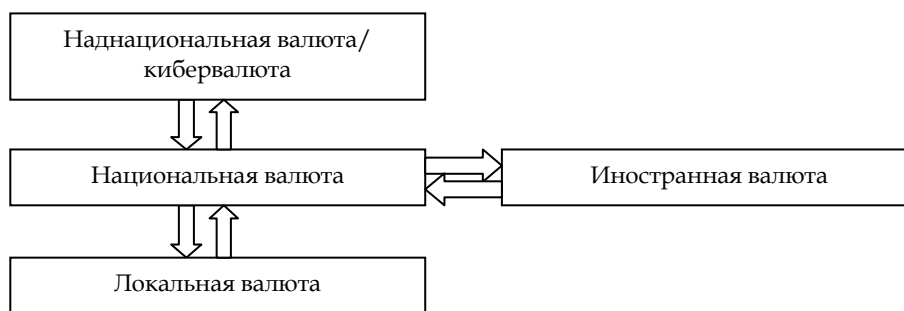 Наднациональная валюта/
кибервалюта
Национальная валюта
Иностранная валюта
Локальная валюта